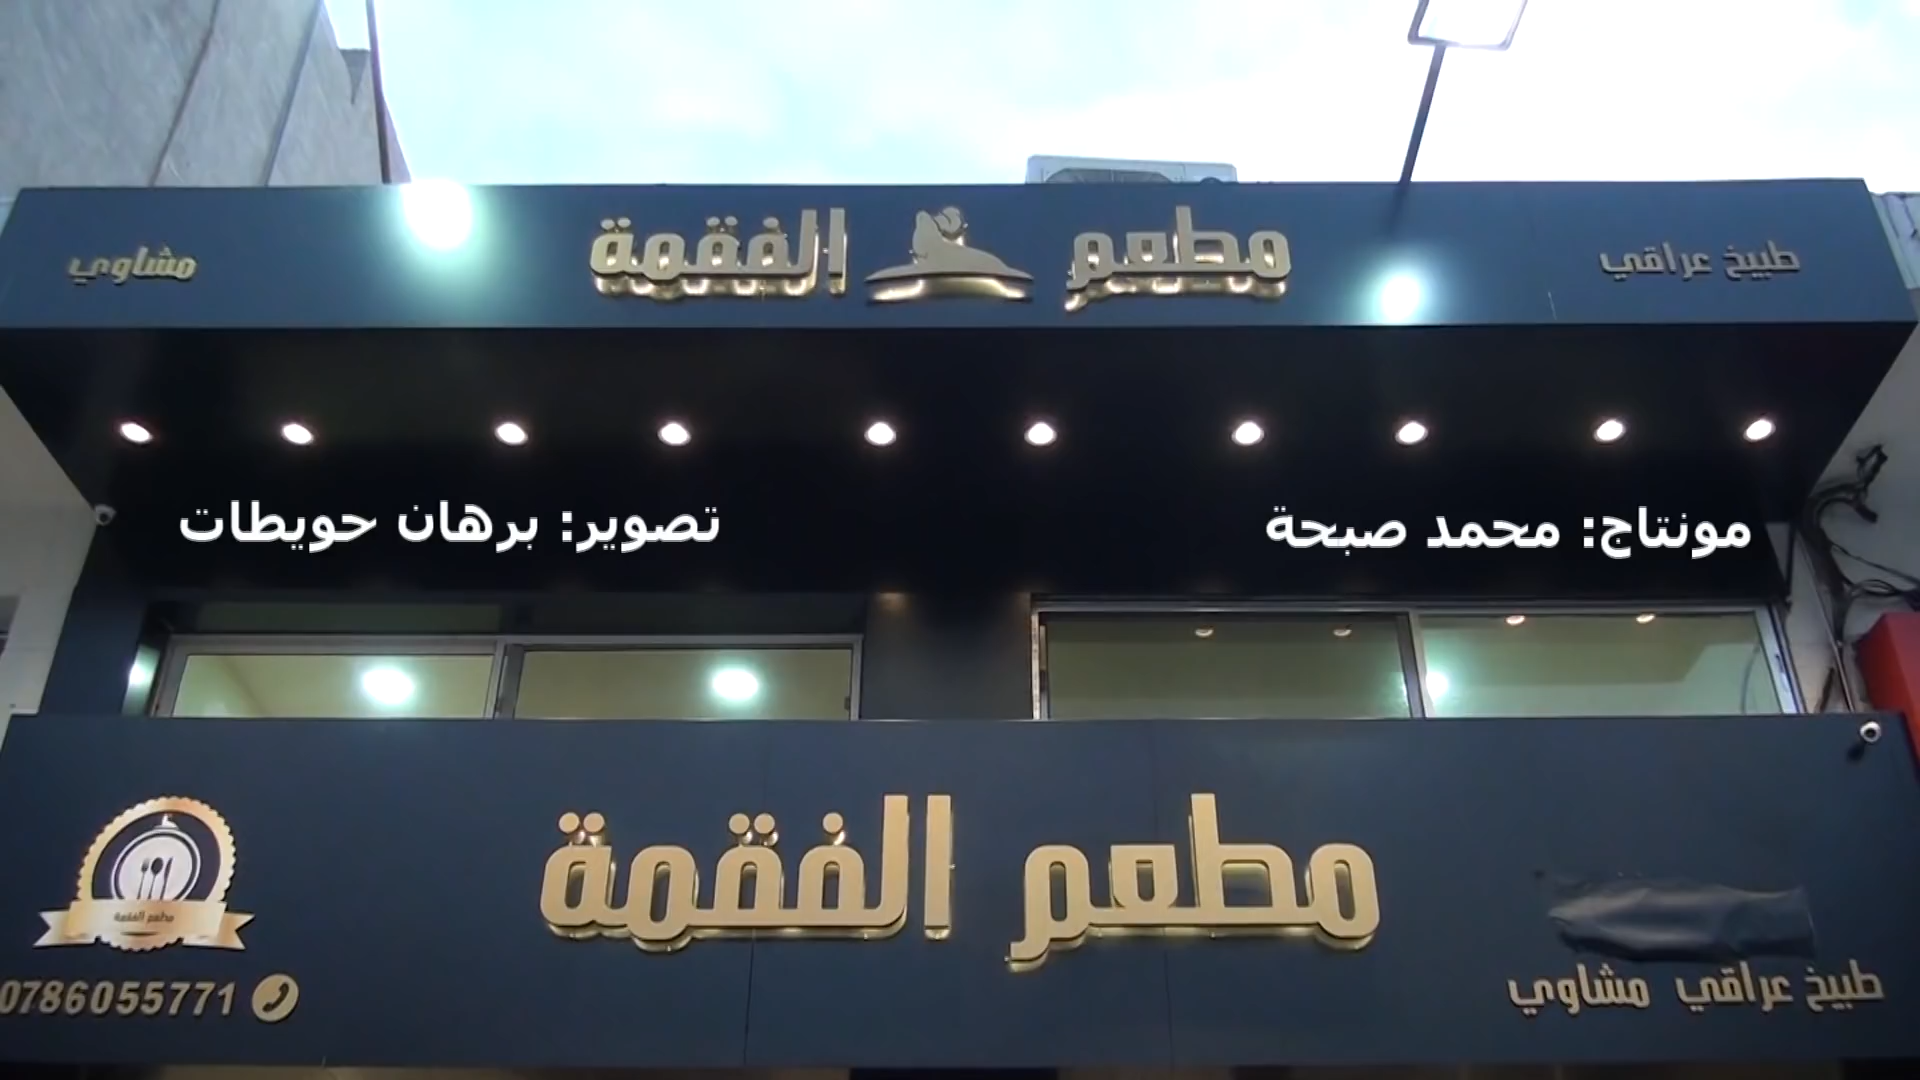 طبيخ عراقي
مطعم الفقمة
مشاوي
مونتاج: محمد صبحة
تصوير: برهان حويطات
مطعم الفقمة
طبيخ عراقي مشاوي
مطعم الفقمة
0786055771